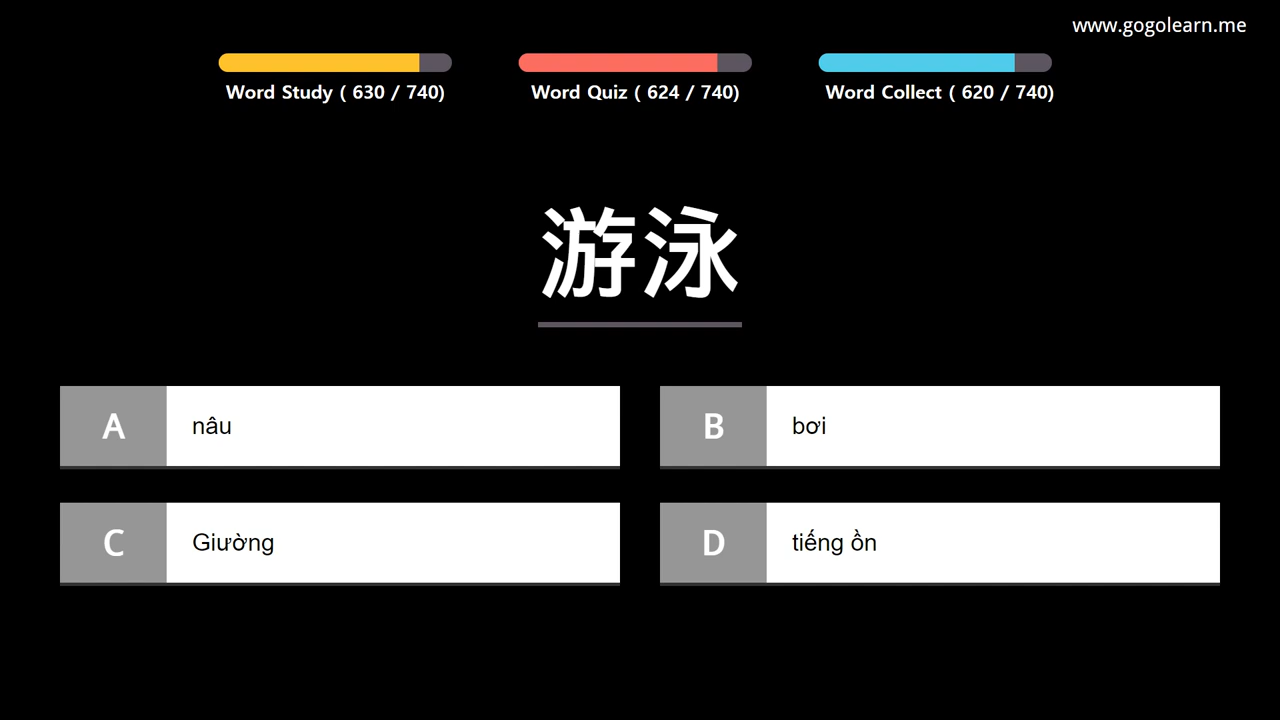 www.gogolearn.me
Word Study ( 630 / 740)
Word Quiz ( 624 / 740)
Word Collect ( 620 / 740)
游泳
A nâu
B bơi
C Giường
D tiếng ồn